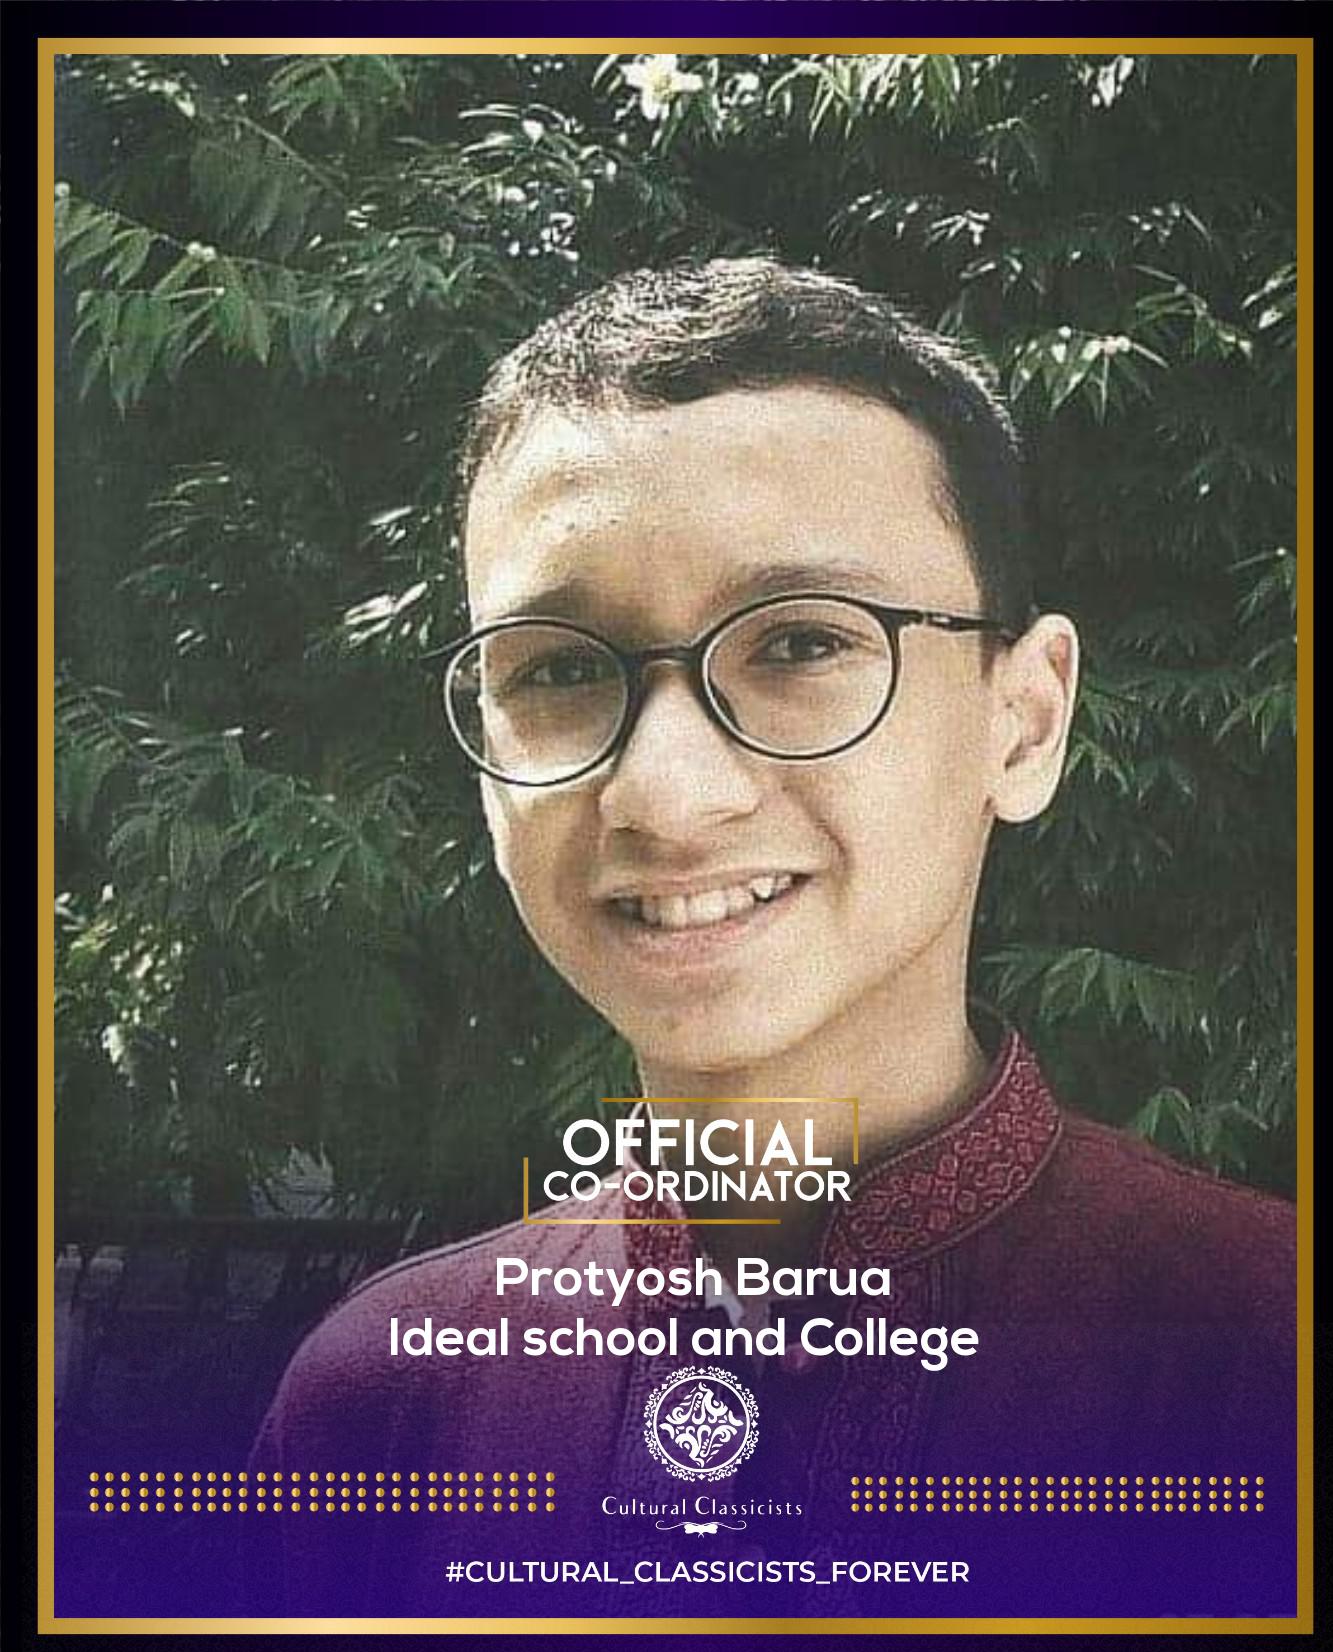 OFFICIAL
CO-ORDINATOR
Protyosh Barua
Ideal school and College
Cultural Classicists
#CULTURAL_CLASSICISTS_FOREVER